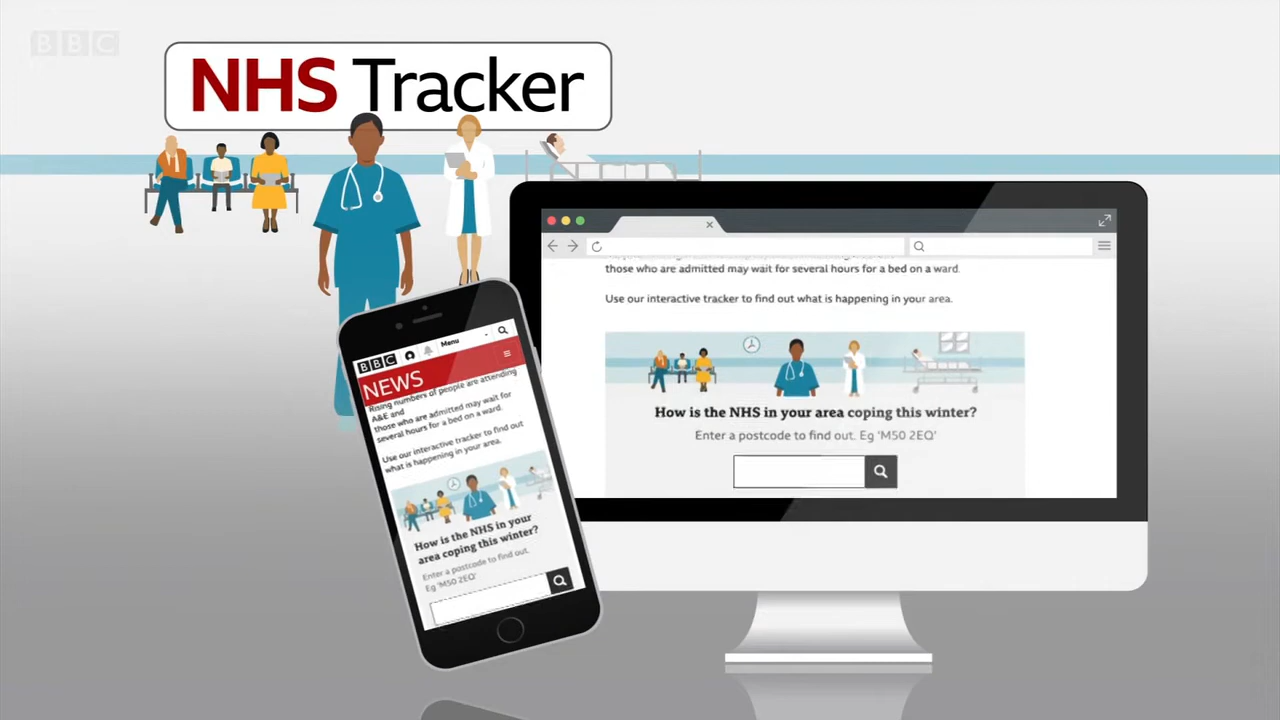 BBC
NHS Tracker
those who are admitted may wait for several hours for a bed on a ward.
Use our interactive tracker to find out what is happening in your area.
How is the NHS in your area coping this winter?
Enter a postcode to find out. Eg 'M50 2EQ'
BBC
Menu
NEWS
Rising numbers of people are attending
A&E and
those who are admitted may wait for
several hours for a bed on a ward.
Use our interactive tracker to find out
what is happening in your area.
How is the NHS in your
area coping this winter?
Enter a postcode to find out.
Eg 'M50 2EQ'